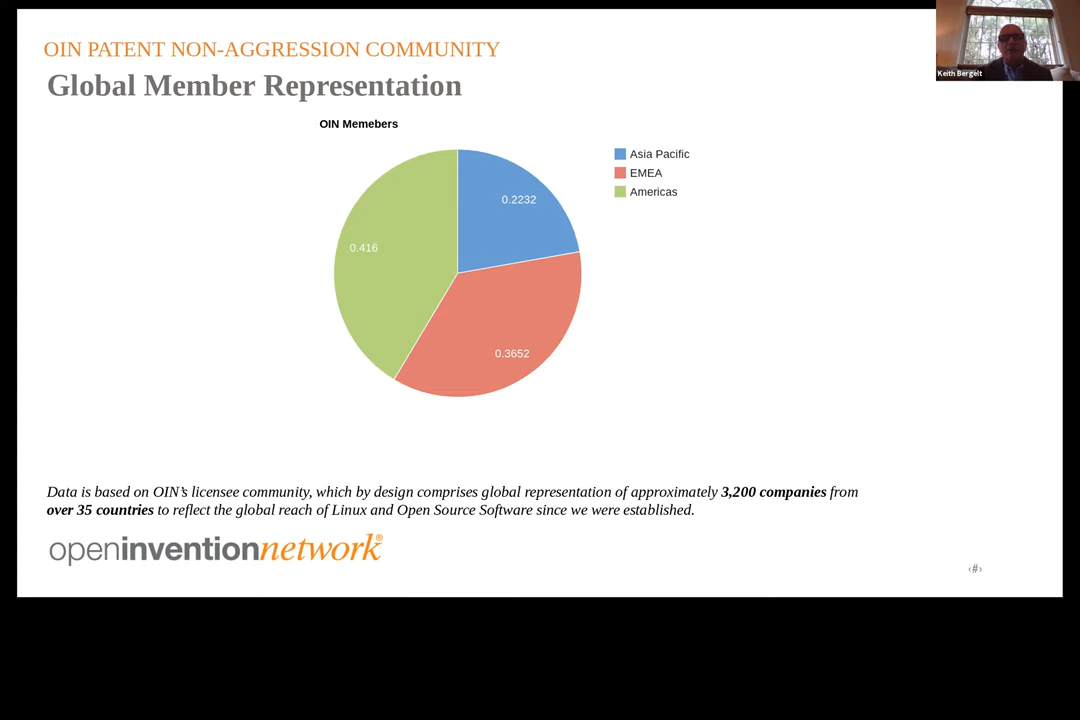 OIN PATENT NON-AGGRESSION COMMUNITY
Global Member Representation
Keith Bergelt
OIN Memebers
Asia Pacific
EMEA
Americas
0.2232
0.416
0.3652
Data is based on OIN’s licensee community, which by design comprises global representation of approximately 3,200 companies from
over 35 countries to reflect the global reach of Linux and Open Source Software since we were established.
openinventionnetwork®
‹#›